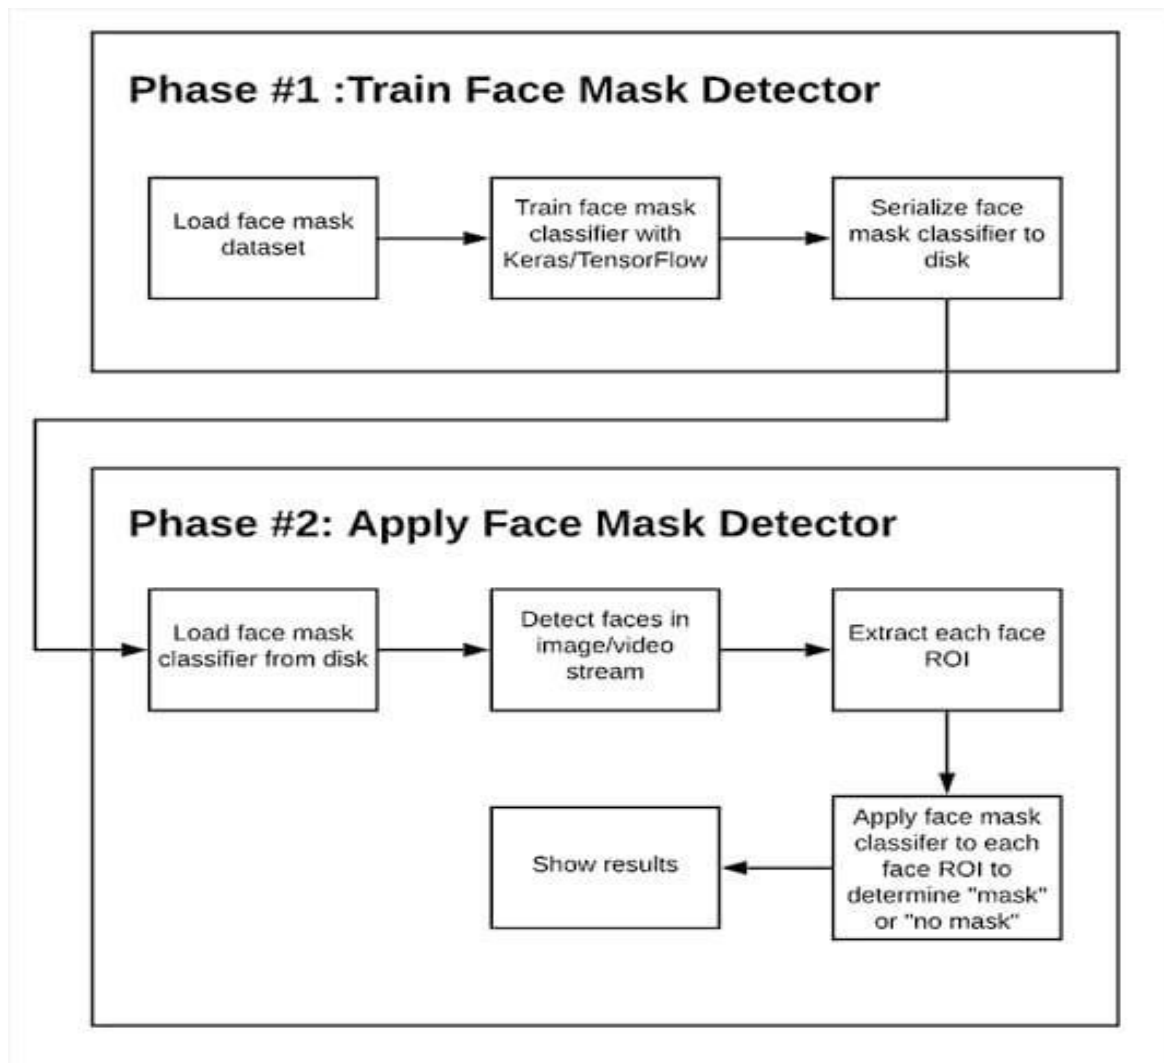 Phase #1 :Train Face Mask Detector
Load face mask
dataset
Train face mask
classifier with
Keras/TensorFlow
Serialize face
mask classifier to
disk
Phase #2: Apply Face Mask Detector
Load face mask
classifier from disk
Detect faces in
image/video
stream
Extract each face
ROI
Apply face mask
classifer to each
face ROI to
determine "mask"
or "no mask"
Show results